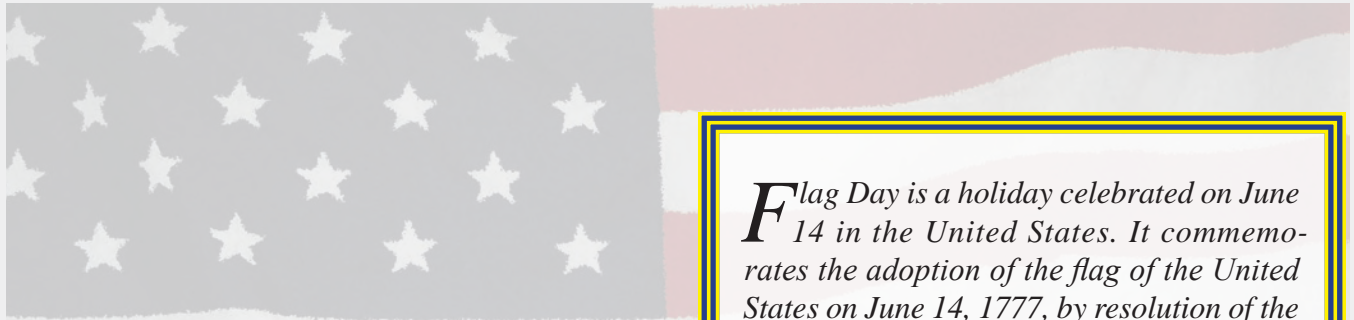 Flag Day is a holiday celebrated on June
14 in the United States. It commemo-
rates the adoption of the flag of the United
States on June 14, 1777, by resolution of the